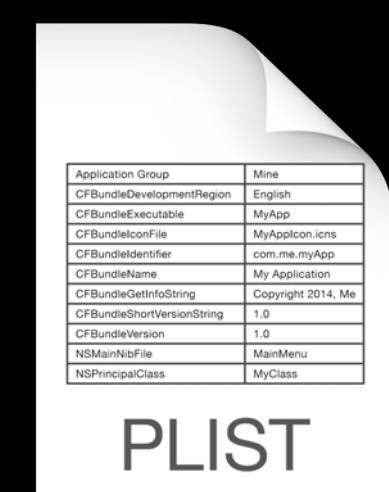 Application Group Mine
CFBundleDevelopmentRegion English
CFBundleExecutable MyApp
CFBundleIconFile MyAppIcon.icns
CFBundleIdentifier com.me.myApp
CFBundleName My Application
CFBundleGetInfoString Copyright 2014, Me
CFBundleShortVersionString 1.0
CFBundleVersion 1.0
NSMainNibFile MainMenu
NSPrincipalClass MyClass
PLIST